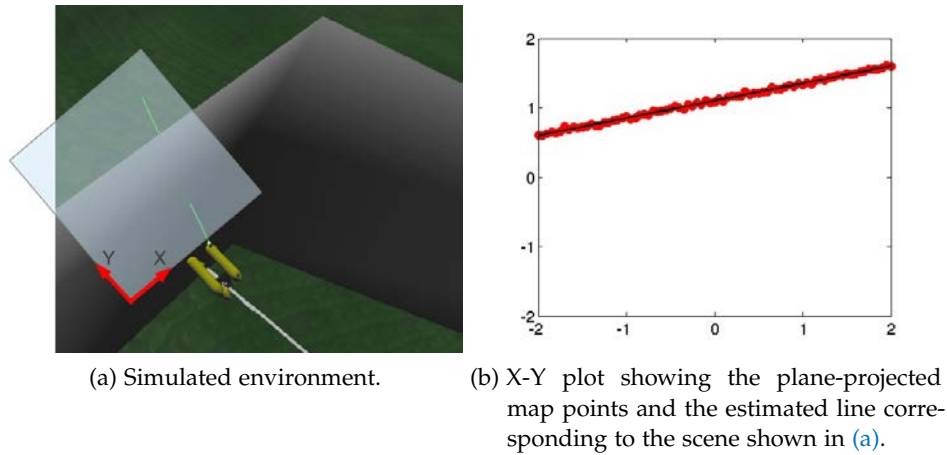 Y X
2
1
0
-1
-2
-2 -1 0 1 2
(a) Simulated environment.
(b) X-Y plot showing the plane-projected
map points and the estimated line corre-
sponding to the scene shown in (a).